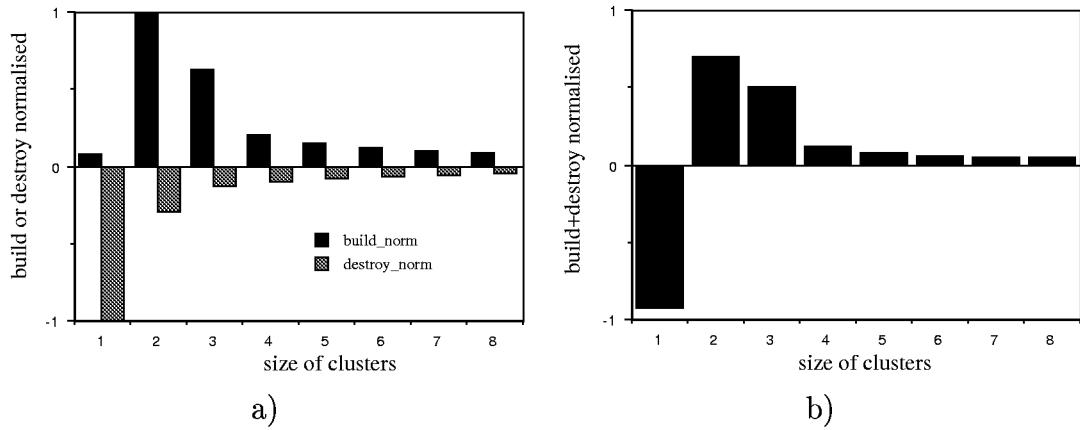 build or destroy normalised
1
0
-1
build_norm
destroy_norm
1 2 3 4 5 6 7 8
size of clusters
a)
build+destroy normalised
1
0
-1
1 2 3 4 5 6 7 8
size of clusters
b)